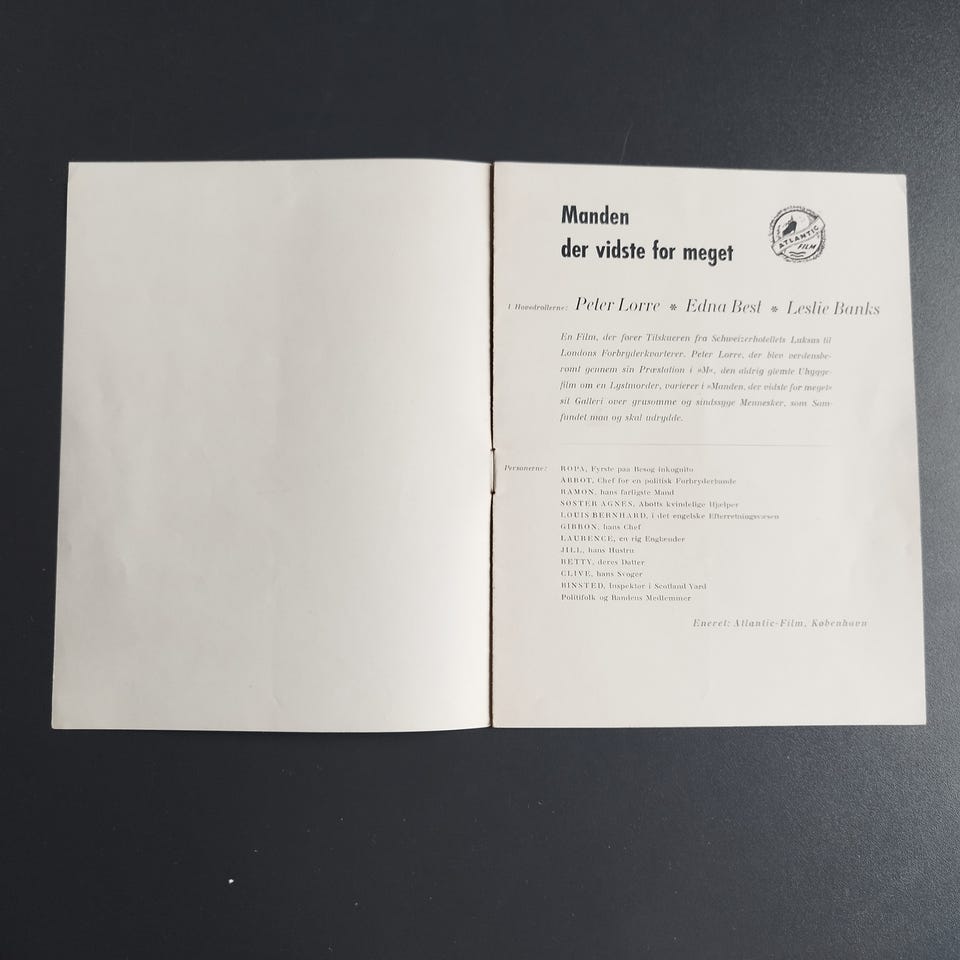 Manden
der vidste for meget
ATLANTIC
FILM
I Hovedrollerne: Peter Lorre * Edna Best * Leslie Banks
En Film, der fører Tilskueren fra Schweizerhotellets Luksus til
Londons Forbryderkvarterer. Peter Lorre, der blev verdensbe-
rømt gennem sin Præstation i »M«, den aldrig glemte Uhygge-
film om en Lystmorder, varierer i »Manden, der vidste for meget«
sit Galleri over grusomme og sindssyge Mennesker, som Sam-
fundet maa og skal udrydde.
Personerne:
ROPA, Fyrste paa Besøg inkognito
ABBOT, Chef for en politisk Forbryderbande
RAMON, hans farligste Mand
SØSTER AGNES, Abotts kvindelige Hjælper
LOUIS BERNHARD, i det engelske Efterretningsvæsen
GIBBON, hans Chef
LAURENCE, en rig Englænder
JILL, hans Hustru
BETTY, deres Datter
CLIVE, hans Svoger
BINSTED, Inspektør i Scotland Yard
Politifolk og Bandens Medlemmer
Eneret: Atlantic-Film, København